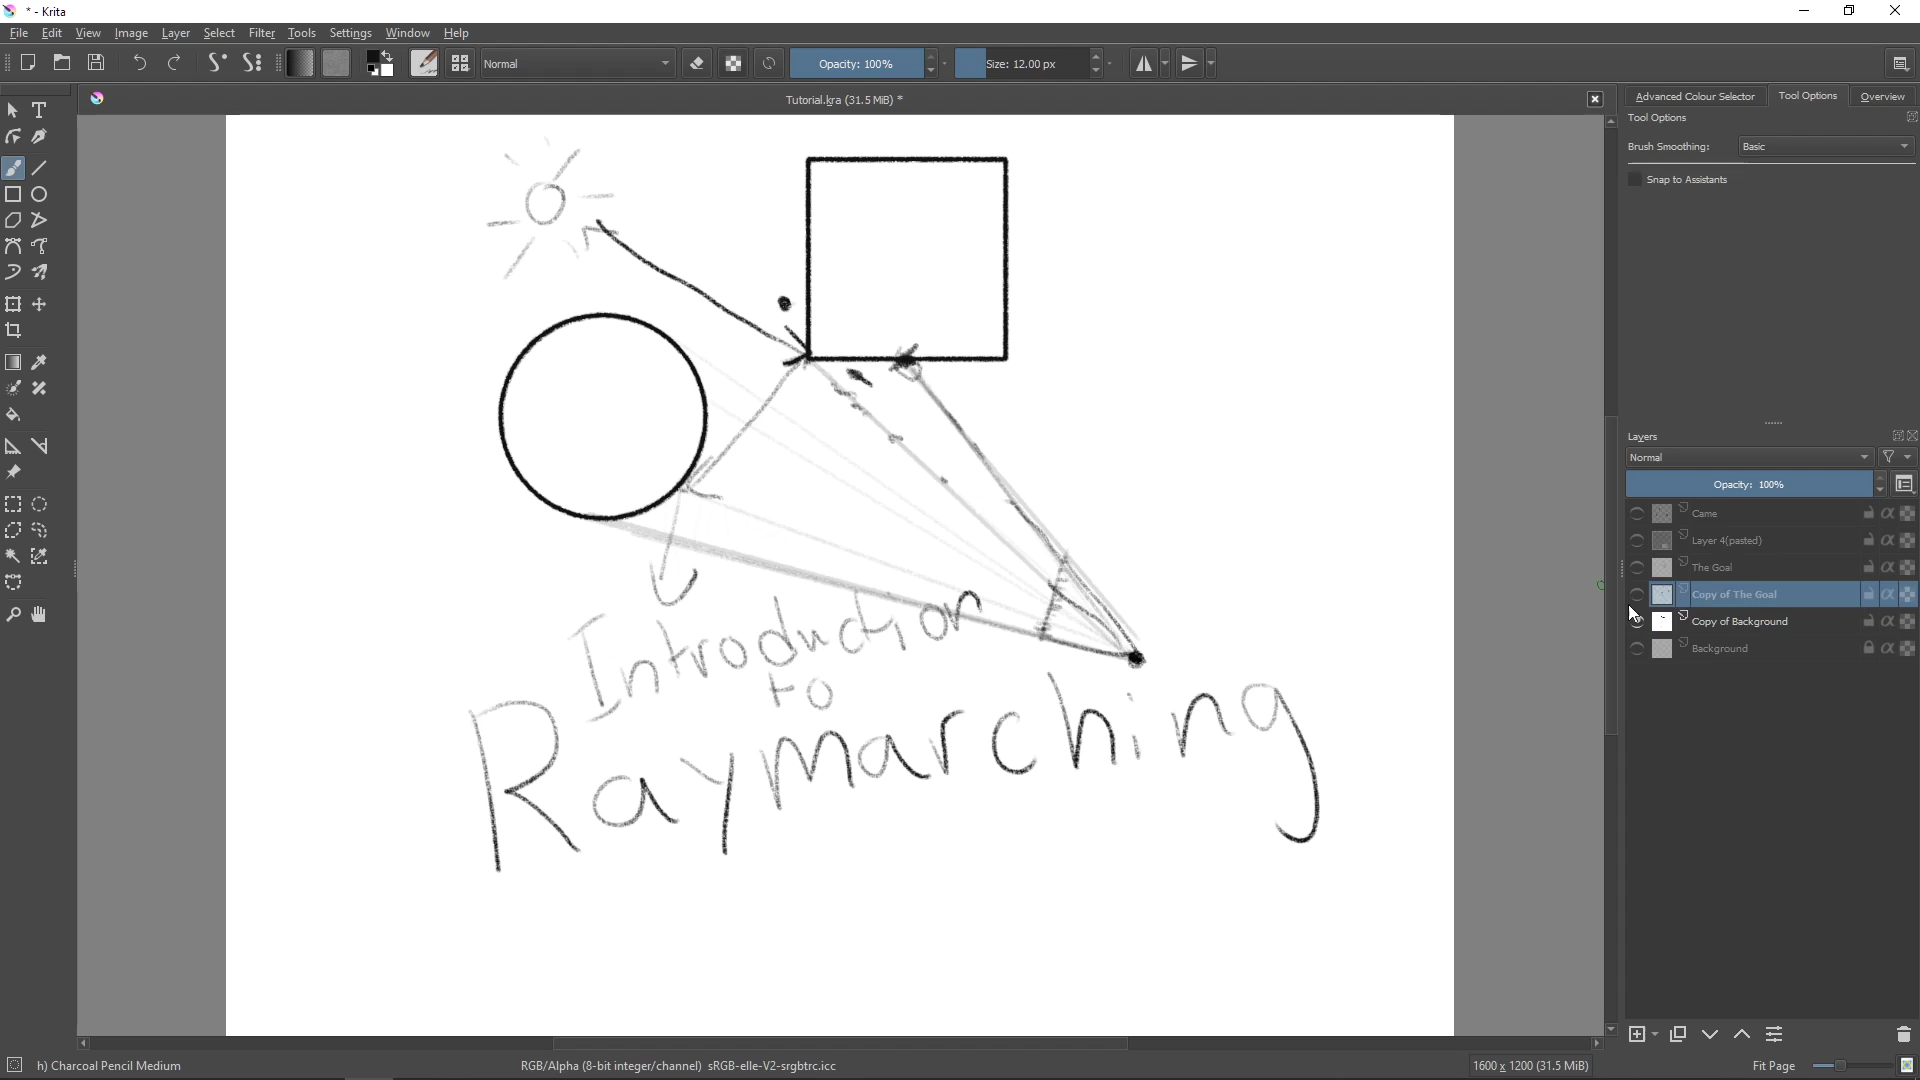 * - Krita
File Edit View Image Layer Select Filter Tools Settings Window Help
Normal Opacity: 100% Size: 12.00 px
Tutorial.kra (31.5 MiB) *
Advanced Colour Selector Tool Options Overview
Tool Options
Brush Smoothing: Basic
Snap to Assistants
Introduction
to
Raymarching
Layers
Normal
Opacity: 100%
Came
Layer 4(pasted)
The Goal
Copy of The Goal
Copy of Background
Background
h) Charcoal Pencil Medium RGB/Alpha (8-bit integer/channel) sRGB-elle-V2-srgbtrc.icc 1600 x 1200 (31.5 MiB) Fit Page